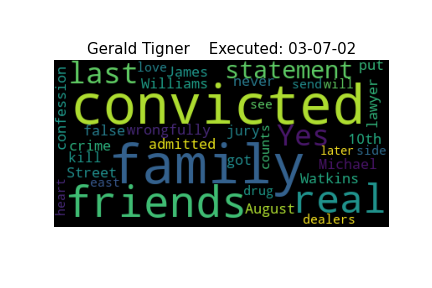 Gerald Tigner    Executed: 03-07-02
love James put
last statement
Williams never send will
convicted
confession
lawyer
see
false wrongfully jury Yes 10th
crime admitted counts later side
kill family got Michael
Street drug Watkins
east
heart friends August real
dealers